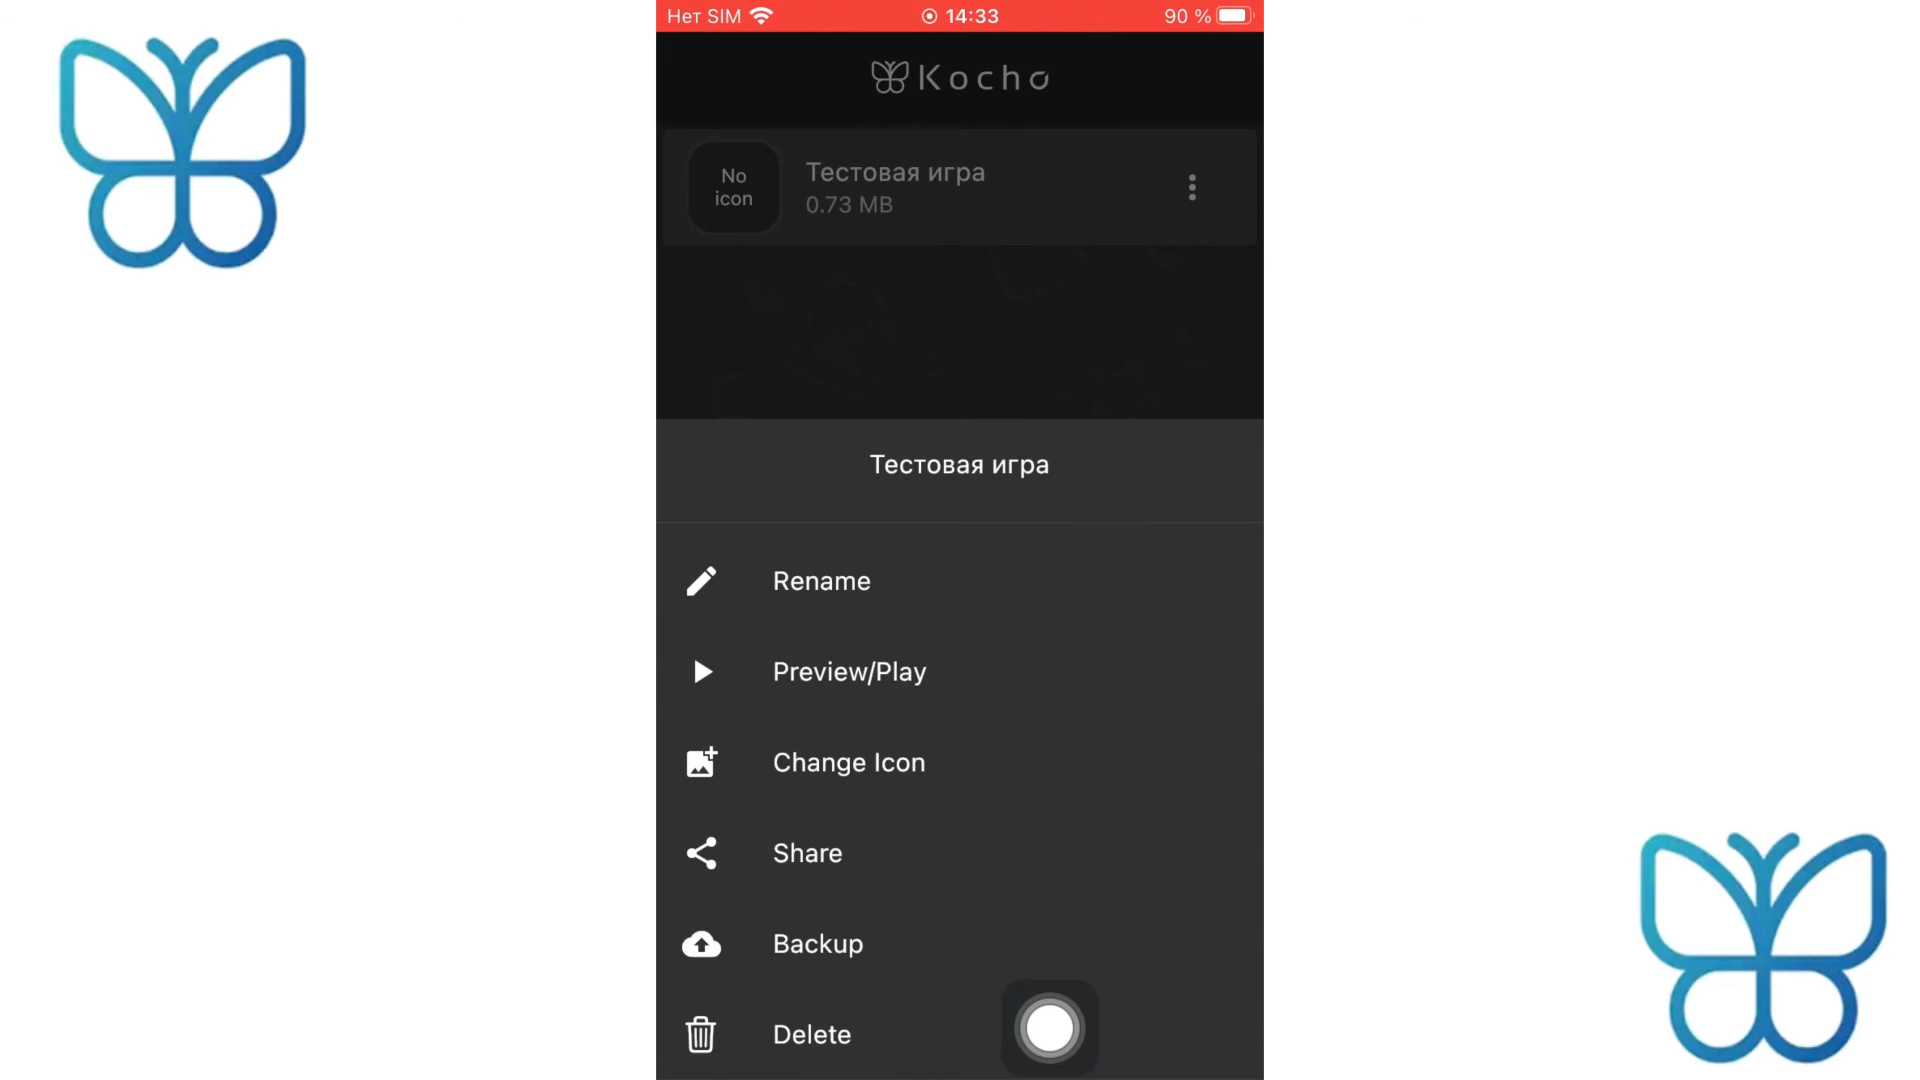 Нет SIM 14:33 90 %
Kocho
No
icon
Тестовая игра
0.73 MB
Тестовая игра
Rename
Preview/Play
Change Icon
Share
Backup
Delete